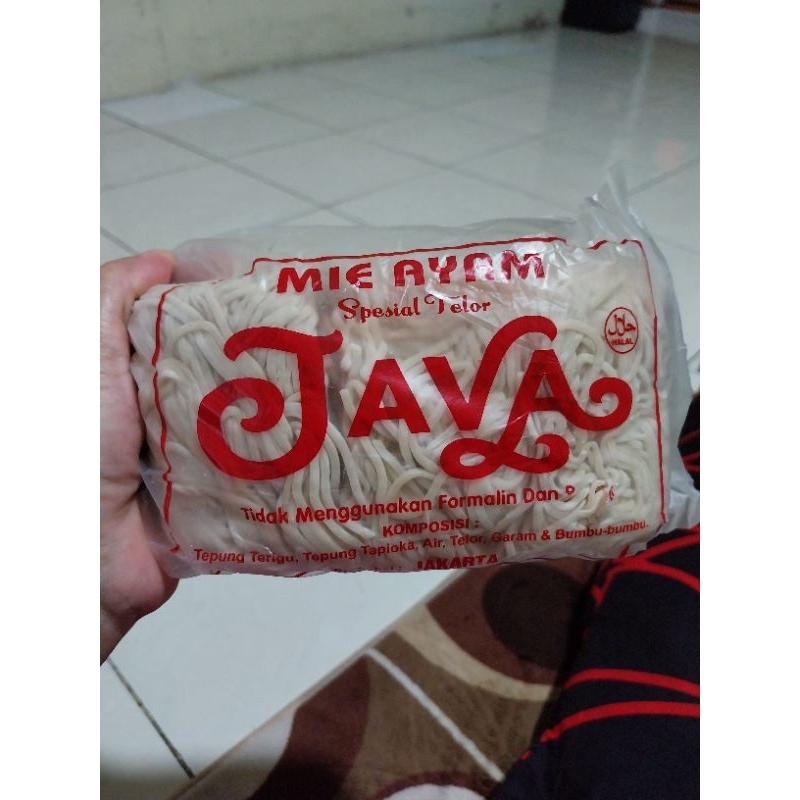 MIE AYAM
Spesial Telor
JAVA
حلال
HALAL
Tidak Menggunakan Formalin Dan
KOMPOSISI :
Tepung Terigu, Tepung Tapioka, Air, Telor, Garam & Bumbu-bumbu.
JAKARTA